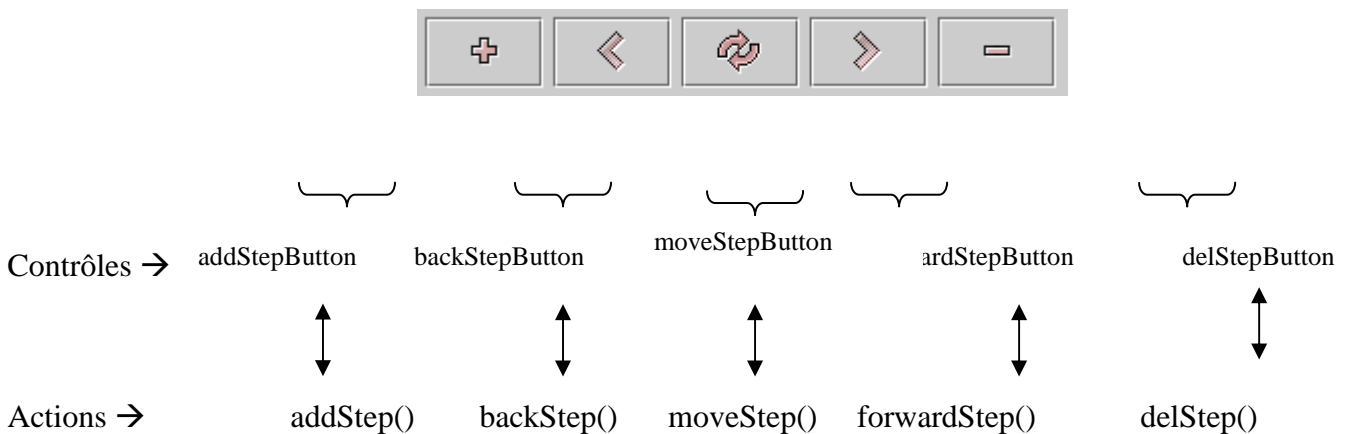 Contrôles → addStepButton backStepButton moveStepButton ardStepButton delStepButton
Actions → addStep() backStep() moveStep() forwardStep() delStep()